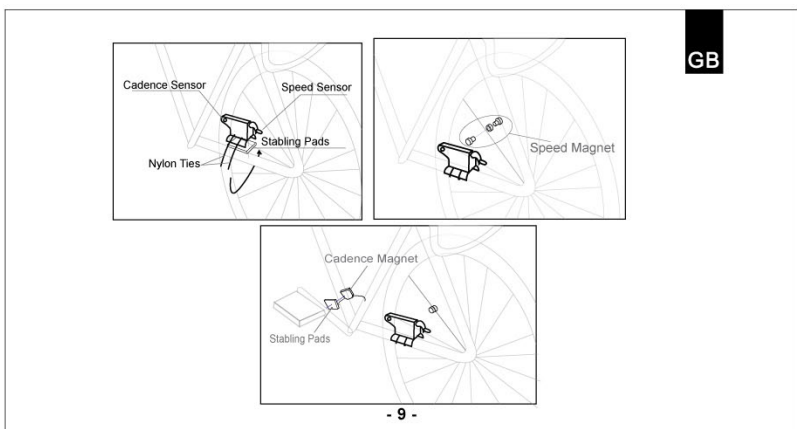 GB
Cadence Sensor
Speed Sensor
Stabling Pads
Nylon Ties
Speed Magnet
Cadence Magnet
Stabling Pads
- 9 -